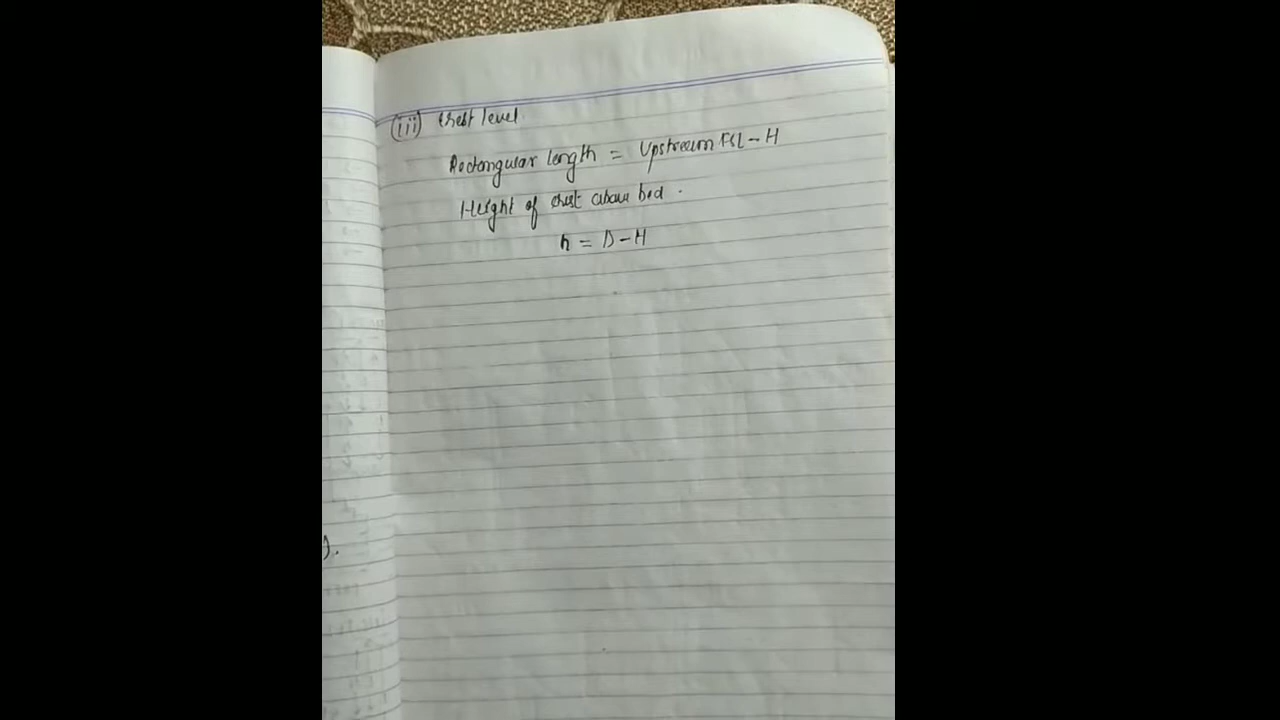 (iii) Crest level.
Rectangular length = Upstream FSL - H
Height of crest above bed.
h = D - H
).